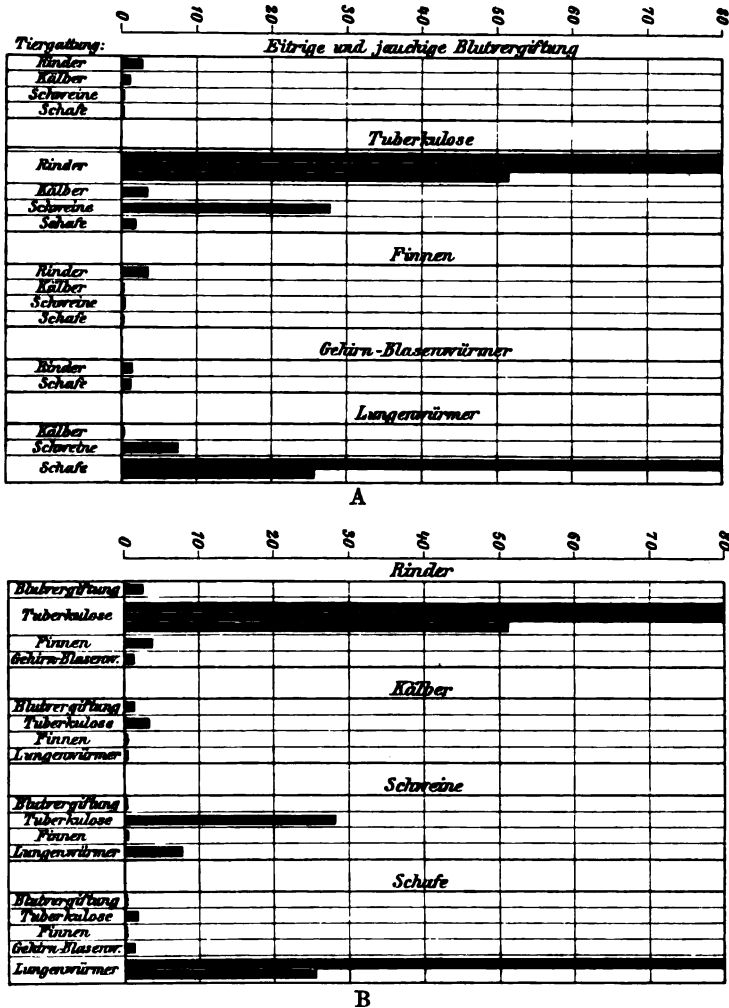 0 10 20 30 40 50 60 70 80
Tiergattung: Eitrige und jauchige Blutvergiftung
Rinder
Kälber
Schweine
Schafe
Tuberkulose
Rinder
Kälber
Schweine
Schafe
Finnen
Rinder
Kälber
Schweine
Schafe
Gehirn-Blasenwürmer
Rinder
Schafe
Lungenwürmer
Kälber
Schweine
Schafe
A
0 10 20 30 40 50 60 70 80
Rinder
Blutvergiftung
Tuberkulose
Finnen
Gehirn-Blasenw.
Kälber
Blutvergiftung
Tuberkulose
Finnen
Lungenwürmer
Schweine
Blutvergiftung
Tuberkulose
Finnen
Lungenwürmer
Schafe
Blutvergiftung
Tuberkulose
Finnen
Gehirn-Blasenw.
Lungenwürmer
B